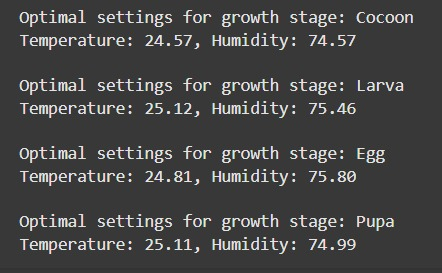 Optimal settings for growth stage: Cocoon
Temperature: 24.57, Humidity: 74.57
Optimal settings for growth stage: Larva
Temperature: 25.12, Humidity: 75.46
Optimal settings for growth stage: Egg
Temperature: 24.81, Humidity: 75.80
Optimal settings for growth stage: Pupa
Temperature: 25.11, Humidity: 74.99